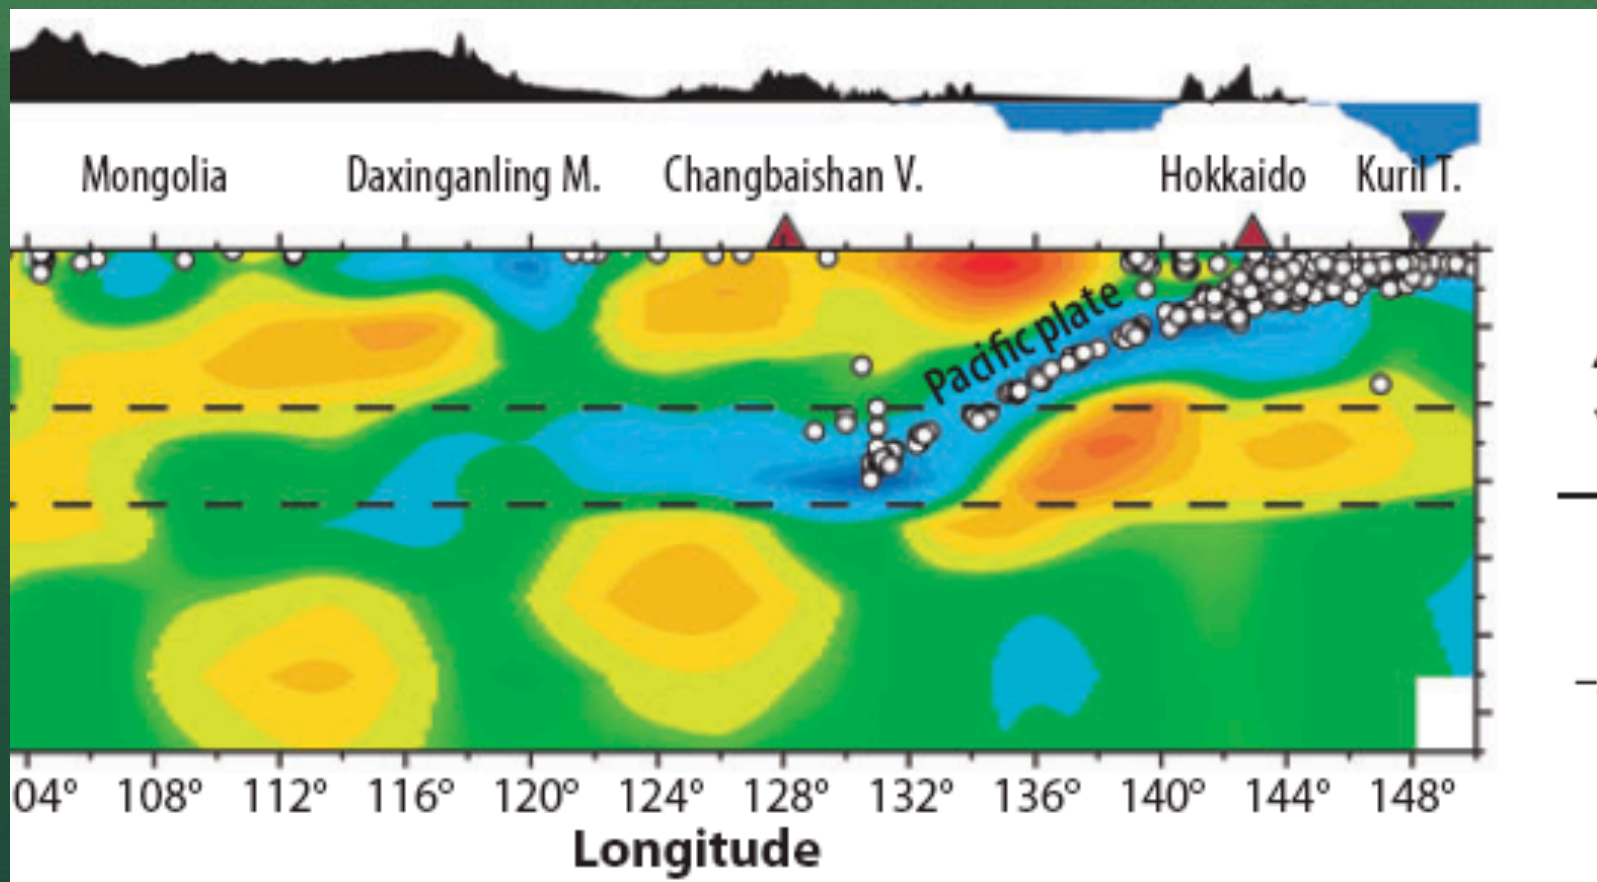 Mongolia Daxinganling M. Changbaishan V. Hokkaido Kuril T.
Pacific plate
04° 108° 112° 116° 120° 124° 128° 132° 136° 140° 144° 148°
Longitude